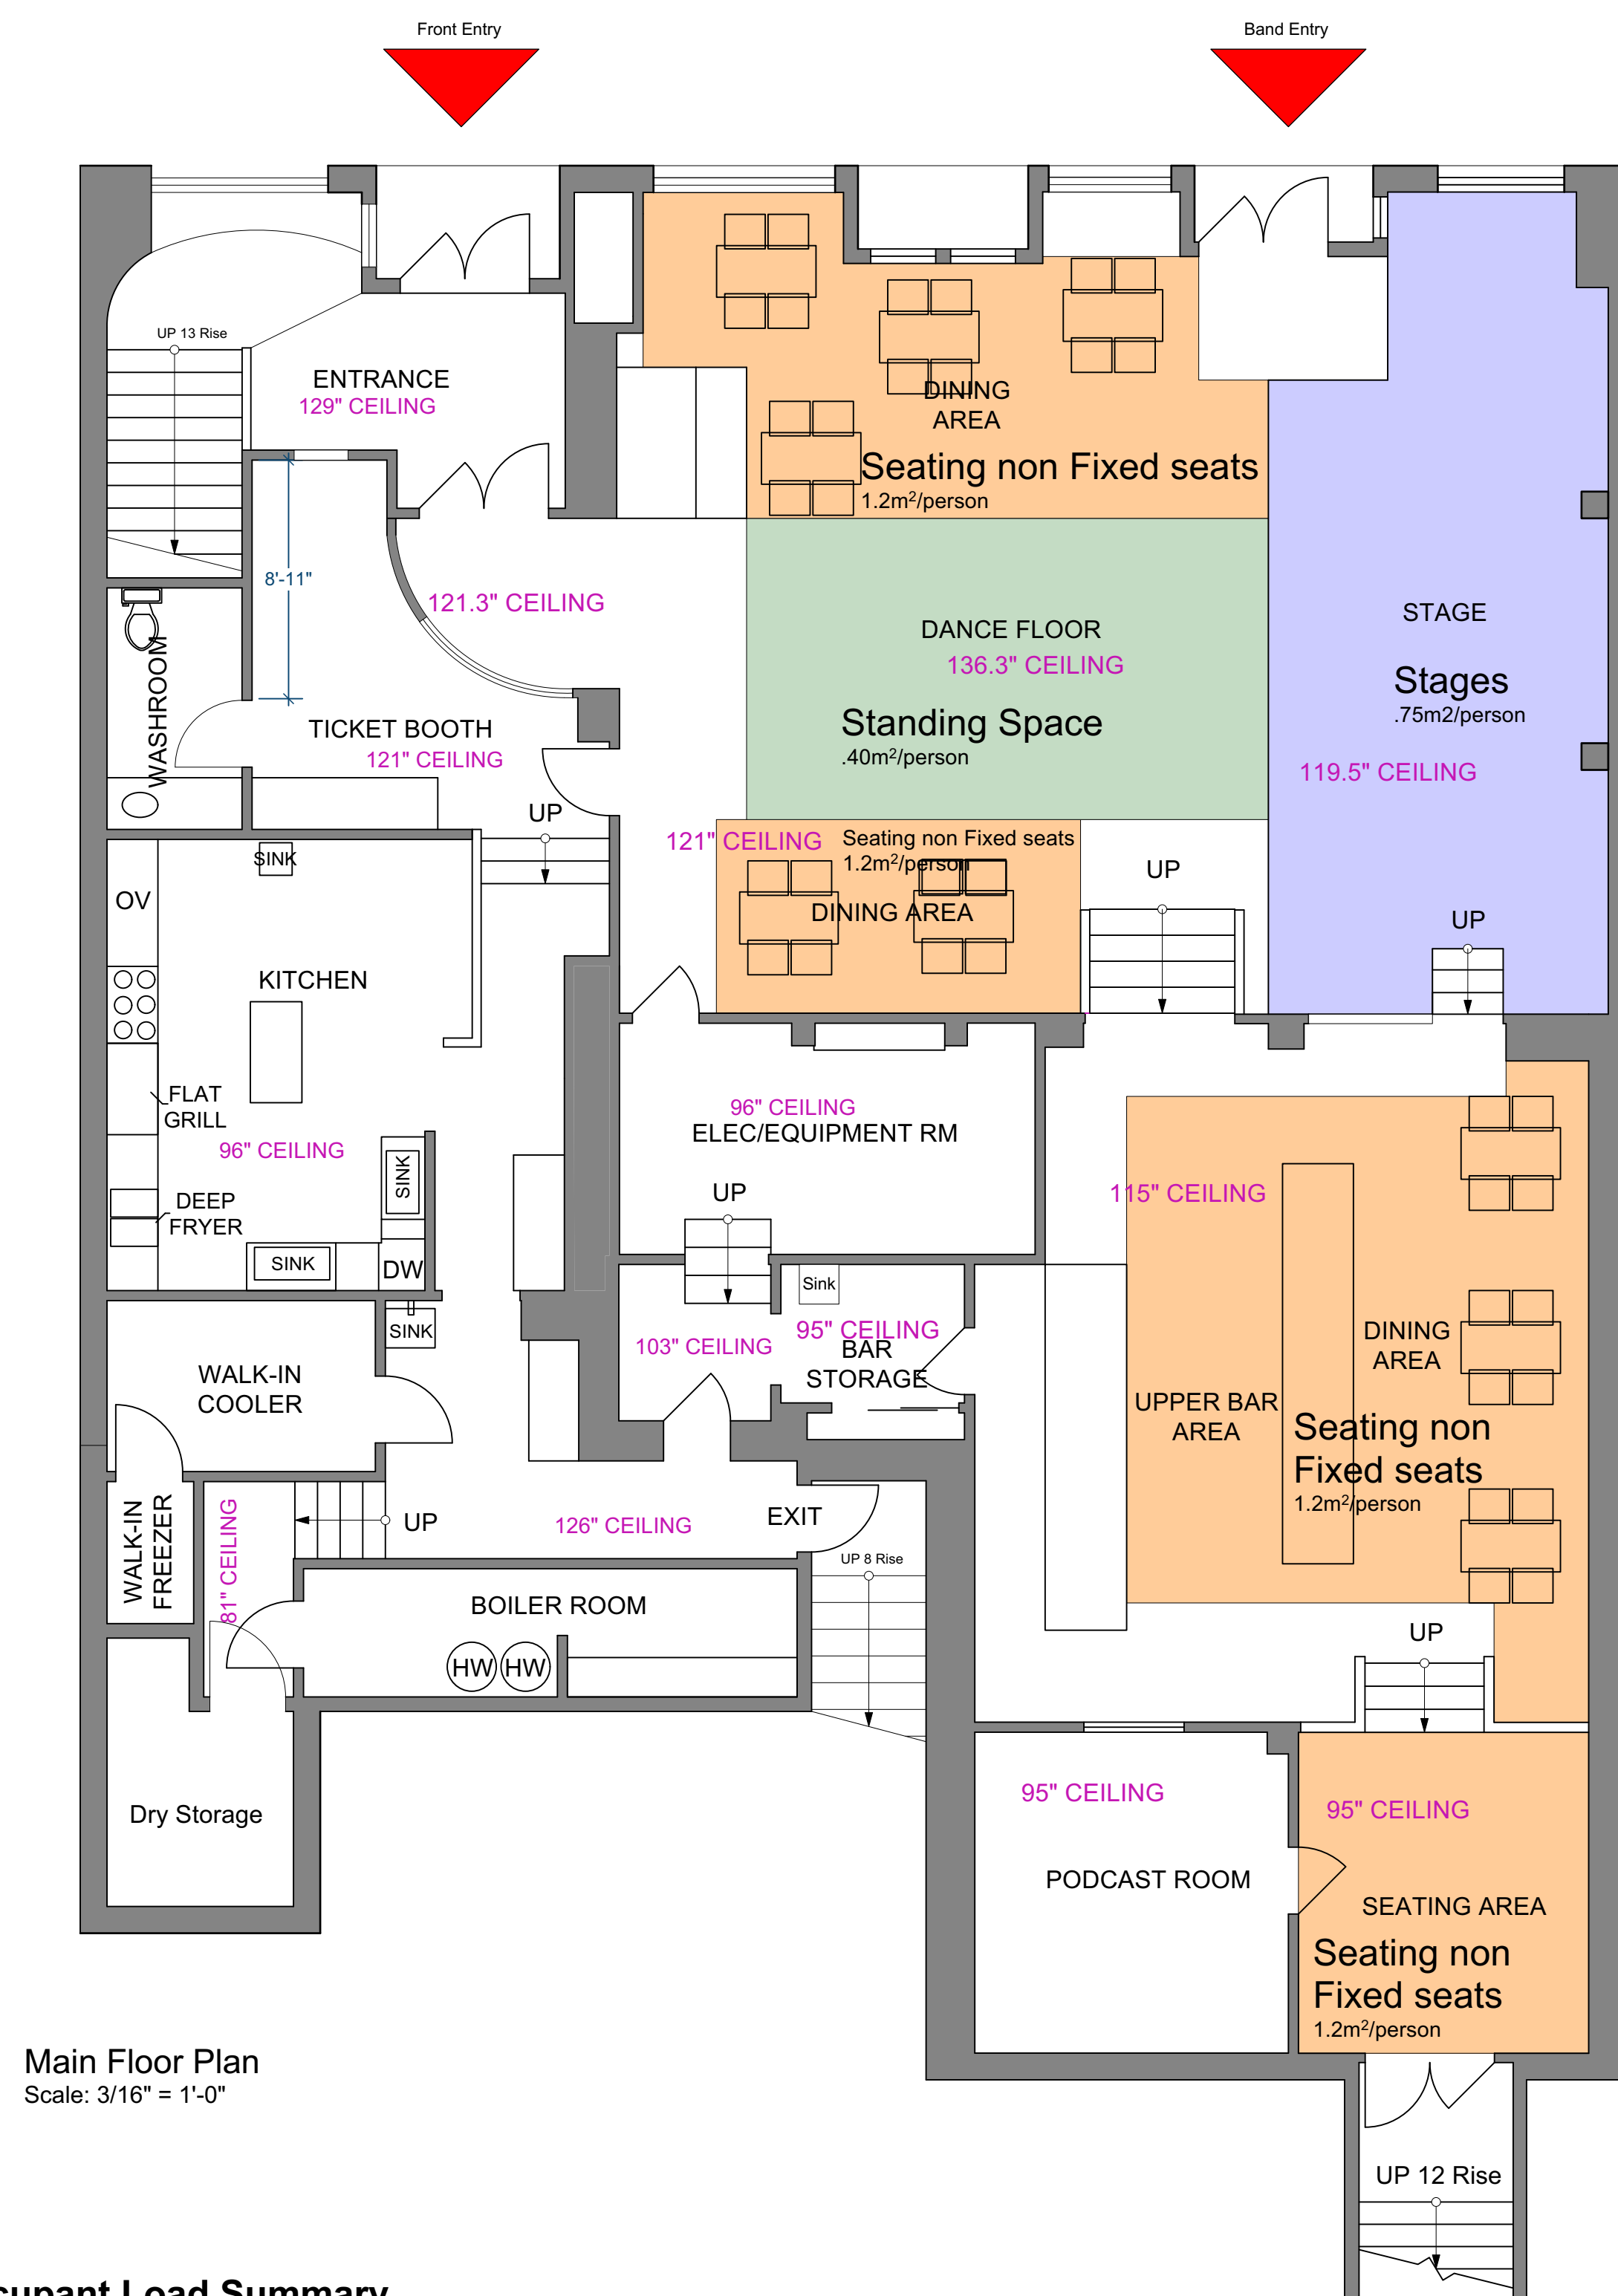 Front Entry
Band Entry
UP 13 Rise
ENTRANCE
129" CEILING
DINING
AREA
Seating non Fixed seats
1.2m²/person
8'-11"
121.3" CEILING
WASHROOM
TICKET BOOTH
121" CEILING
UP
DANCE FLOOR
136.3" CEILING
Standing Space
.40m²/person
STAGE
Stages
.75m2/person
119.5" CEILING
121" CEILING
Seating non Fixed seats
1.2m²/person
DINING AREA
UP
UP
SINK
OV
KITCHEN
FLAT
GRILL
96" CEILING
SINK
DEEP
FRYER
SINK
DW
96" CEILING
ELEC/EQUIPMENT RM
UP
115" CEILING
Sink
103" CEILING
95" CEILING
BAR
STORAGE
SINK
WALK-IN
COOLER
UPPER BAR
AREA
DINING
AREA
Seating non
Fixed seats
1.2m²/person
WALK-IN
FREEZER
81" CEILING
UP
126" CEILING
EXIT
UP 8 Rise
BOILER ROOM
HW
HW
UP
Dry Storage
95" CEILING
PODCAST ROOM
95" CEILING
SEATING AREA
Seating non
Fixed seats
1.2m²/person
Main Floor Plan
Scale: 3/16" = 1'-0"
UP 12 Rise
cupant Load Summary